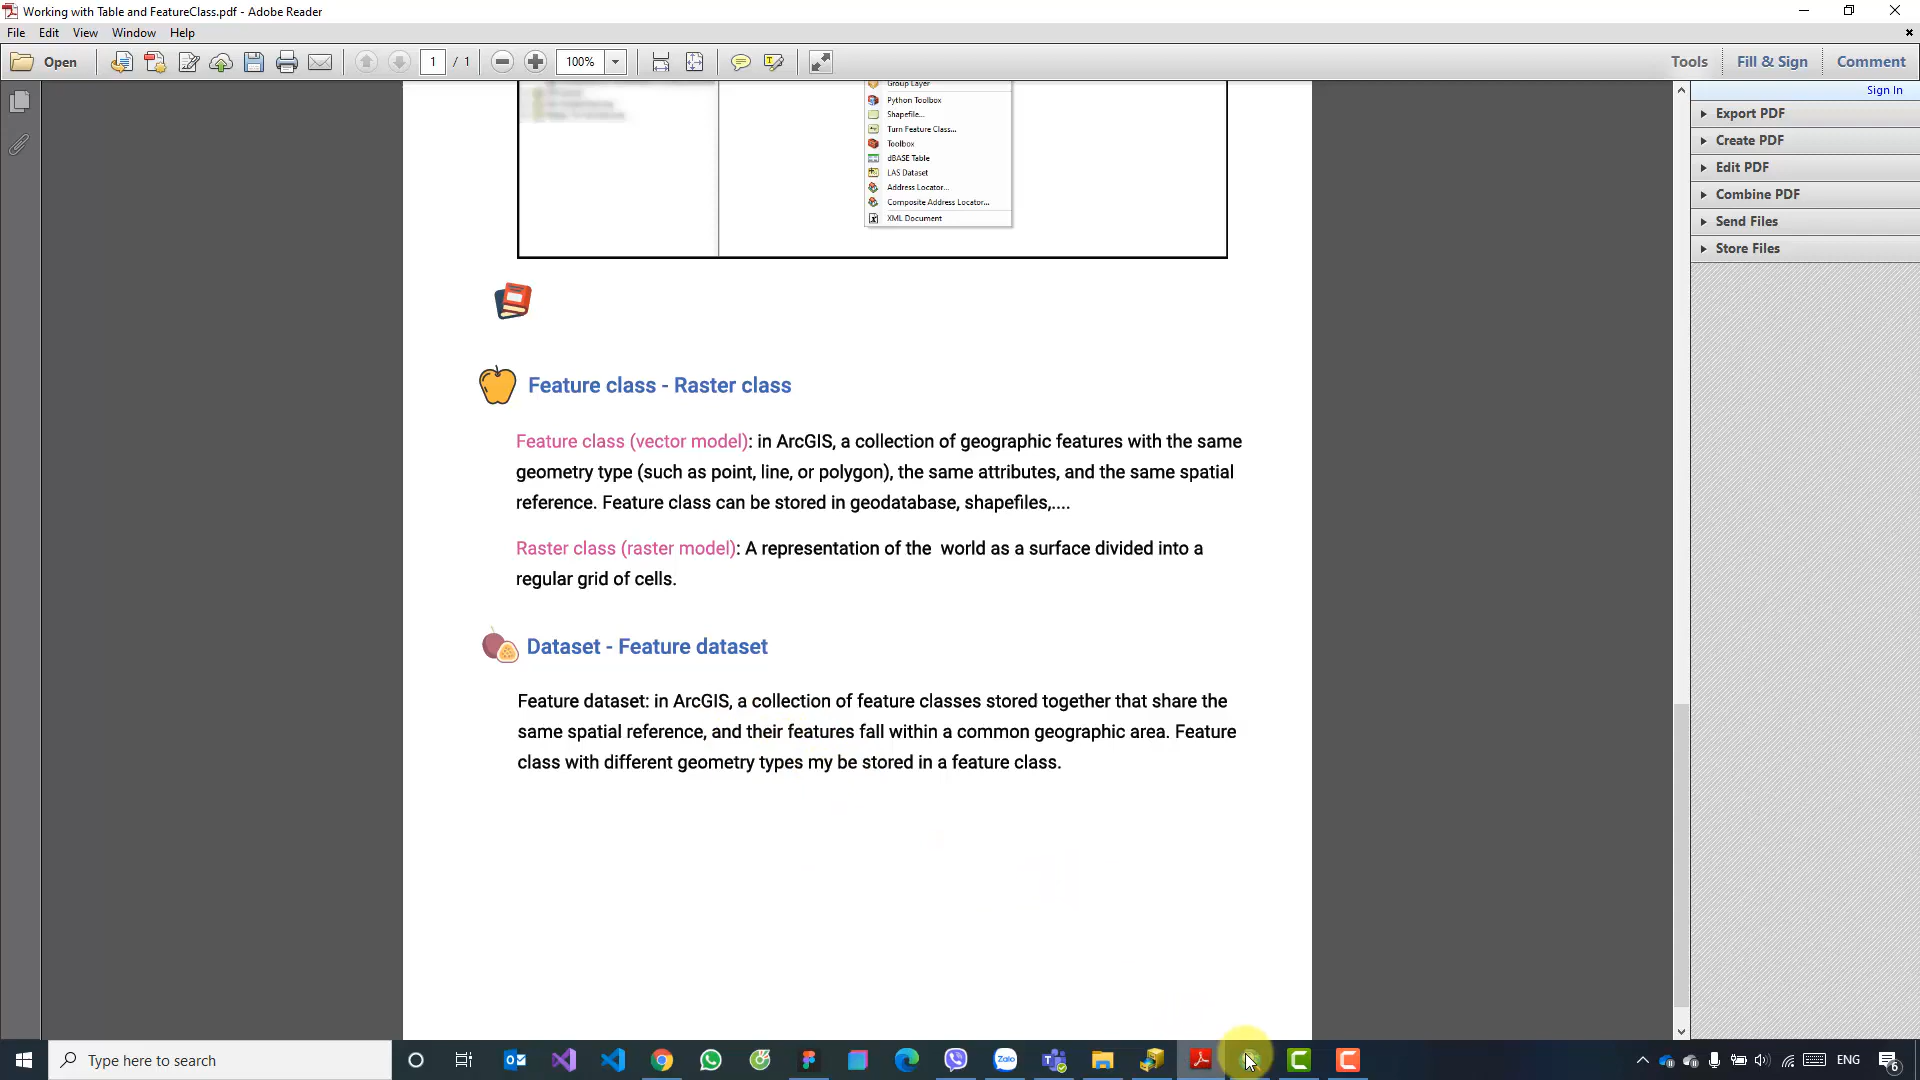 Working with Table and FeatureClass.pdf - Adobe Reader
File Edit View Window Help
Open 1 / 1 100% Tools Fill & Sign Comment
Sign In
Export PDF
Create PDF
Edit PDF
Combine PDF
Send Files
Store Files
Group Layer
Python Toolbox
Shapefile...
Turn Feature Class...
Toolbox
dBASE Table
LAS Dataset
Address Locator...
Composite Address Locator...
XML Document
Feature class - Raster class
Feature class (vector model): in ArcGIS, a collection of geographic features with the same
geometry type (such as point, line, or polygon), the same attributes, and the same spatial
reference. Feature class can be stored in geodatabase, shapefiles,....
Raster class (raster model): A representation of the world as a surface divided into a
regular grid of cells.
Dataset - Feature dataset
Feature dataset: in ArcGIS, a collection of feature classes stored together that share the
same spatial reference, and their features fall within a common geographic area. Feature
class with different geometry types my be stored in a feature class.
Type here to search
Zalo
ENG
6